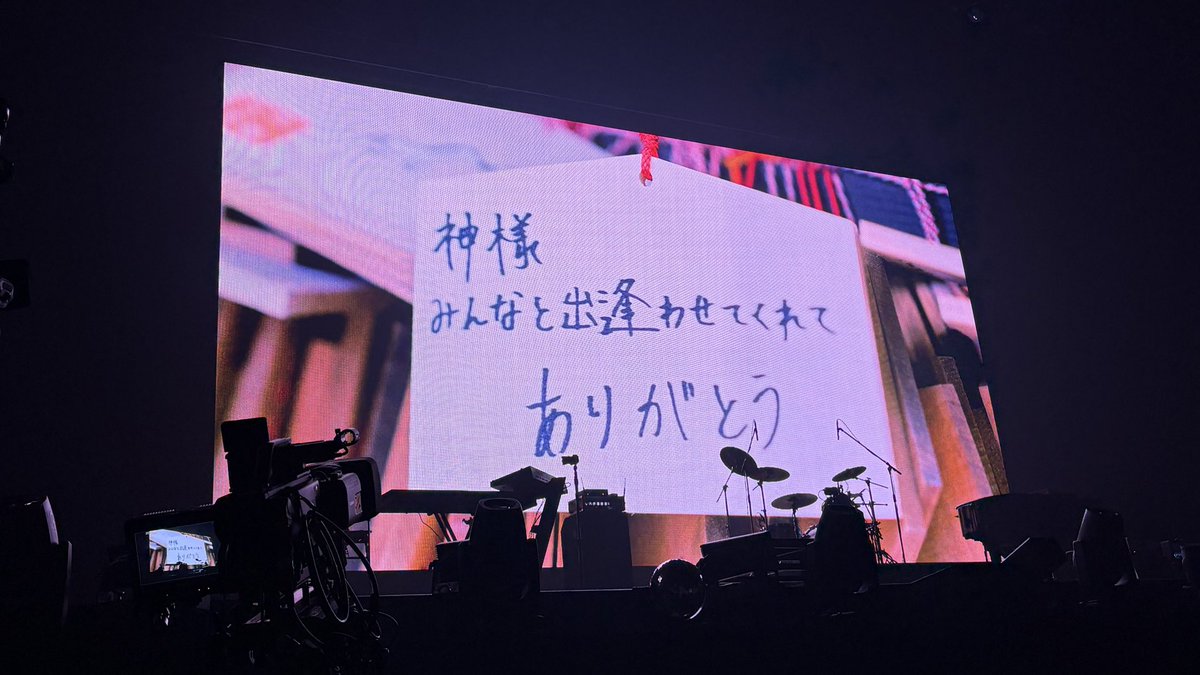 神様
みんなと出逢わせてくれて
ありがとう